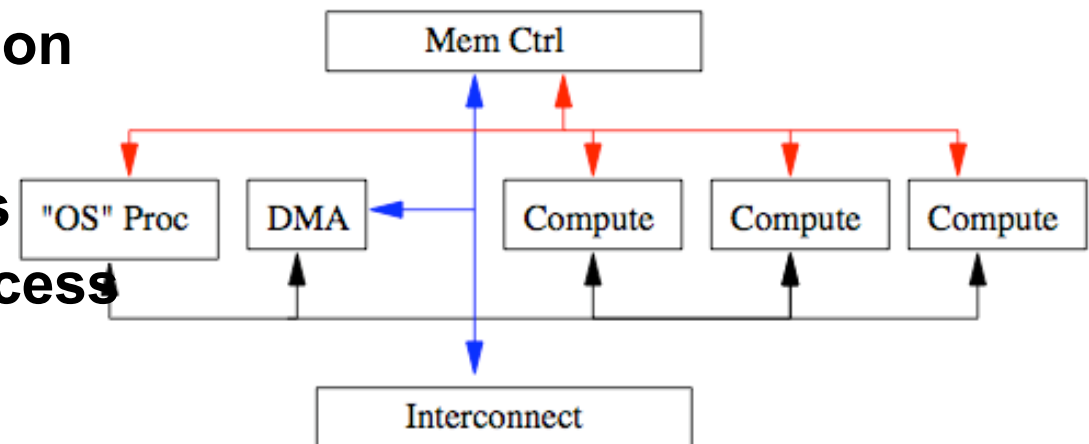 on
Mem Ctrl
s
"OS" Proc
DMA
Compute
Compute
Compute
cess
Interconnect